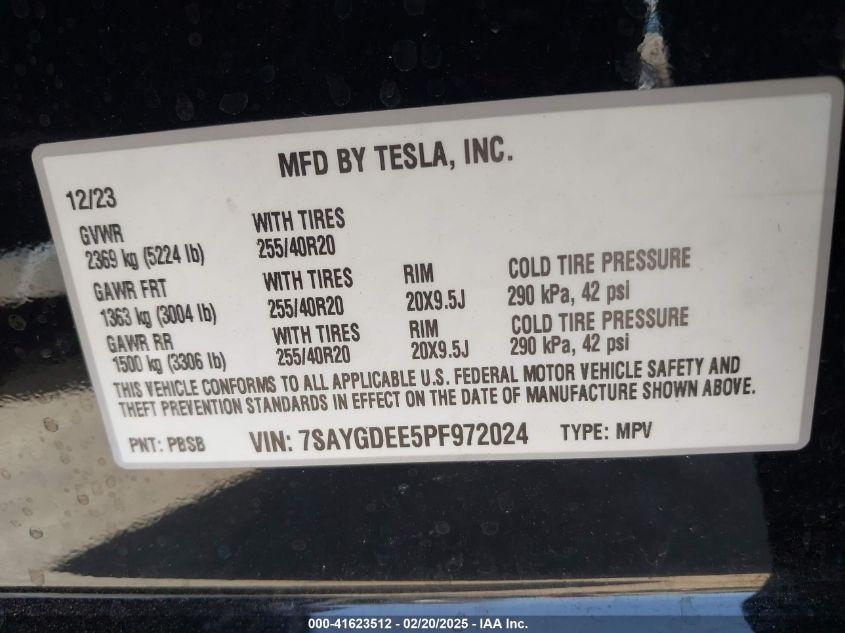 MFD BY TESLA, INC.
12/23
GVWR
2369 kg (5224 lb)
WITH TIRES
255/40R20
GAWR FRT
1363 kg (3004 lb)
WITH TIRES
255/40R20
RIM
20X9.5J
COLD TIRE PRESSURE
290 kPa, 42 psi
GAWR RR
1500 kg (3306 lb)
WITH TIRES
255/40R20
RIM
20X9.5J
COLD TIRE PRESSURE
290 kPa, 42 psi
THIS VEHICLE CONFORMS TO ALL APPLICABLE U.S. FEDERAL MOTOR VEHICLE SAFETY AND
THEFT PREVENTION STANDARDS IN EFFECT ON THE DATE OF MANUFACTURE SHOWN ABOVE.
PNT: PBSB VIN: 7SAYGDEE5PF972024 TYPE: MPV
000-41623512 — 02/20/2025 — IAA Inc.